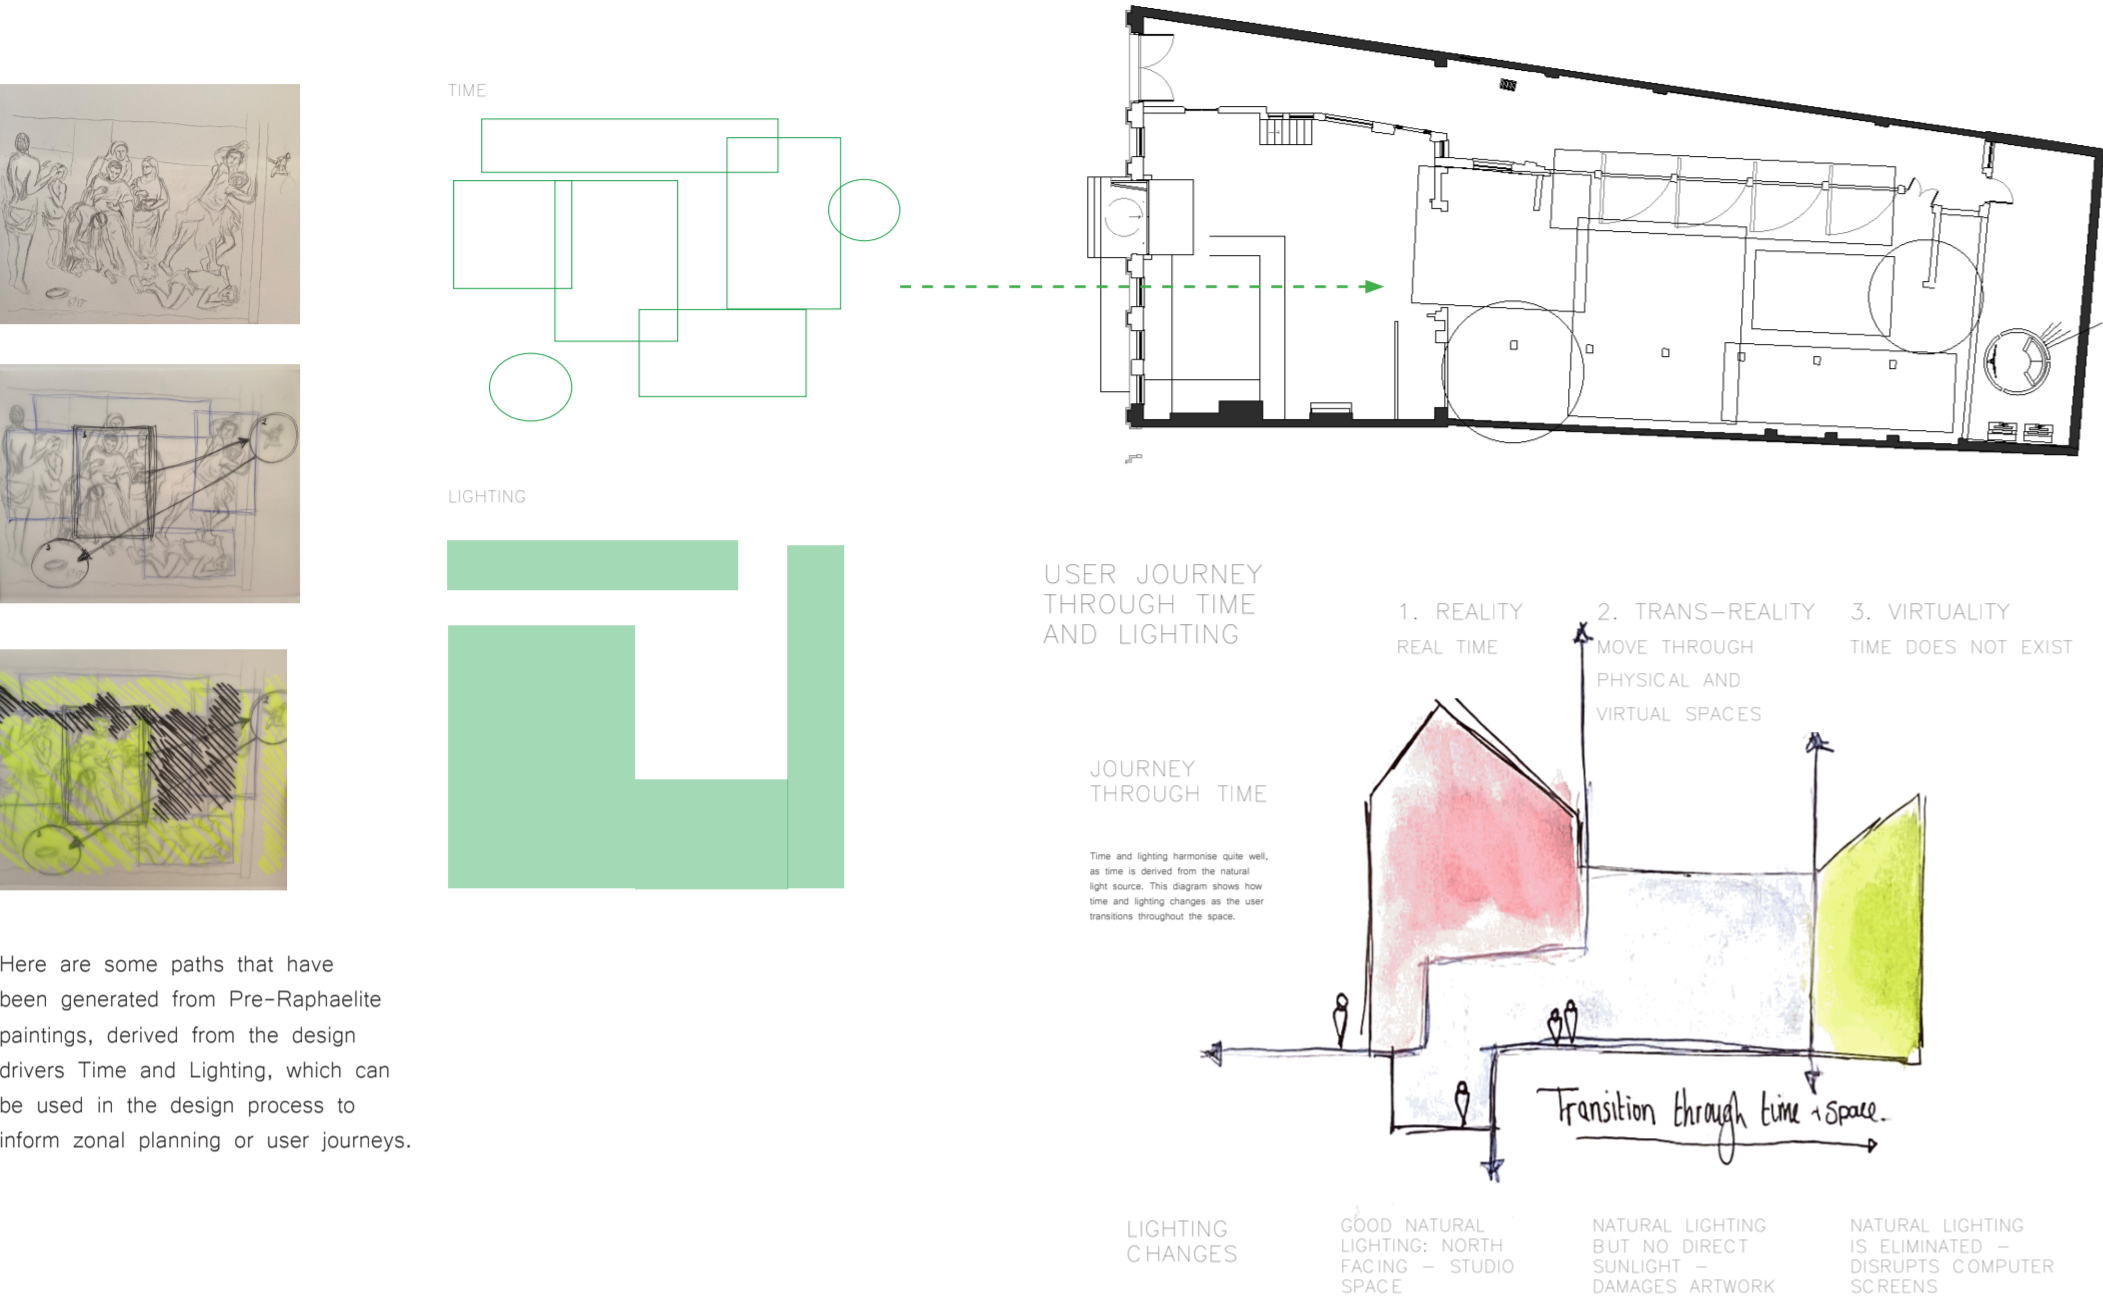 TIME
LIGHTING
Here are some paths that have
been generated from Pre-Raphaelite
paintings, derived from the design
drivers Time and Lighting, which can
be used in the design process to
inform zonal planning or user journeys.
USER JOURNEY
THROUGH TIME
AND LIGHTING
1. REALITY
REAL TIME
2. TRANS-REALITY
MOVE THROUGH
PHYSICAL AND
VIRTUAL SPACES
3. VIRTUALITY
TIME DOES NOT EXIST
JOURNEY
THROUGH TIME
Time and lighting harmonise quite well,
as time is derived from the natural
light source. This diagram shows how
time and lighting changes as the user
transitions throughout the space.
Transition through time + space.
LIGHTING
CHANGES
GOOD NATURAL
LIGHTING: NORTH
FACING – STUDIO
SPACE
NATURAL LIGHTING
BUT NO DIRECT
SUNLIGHT –
DAMAGES ARTWORK
NATURAL LIGHTING
IS ELIMINATED –
DISRUPTS COMPUTER
SCREENS